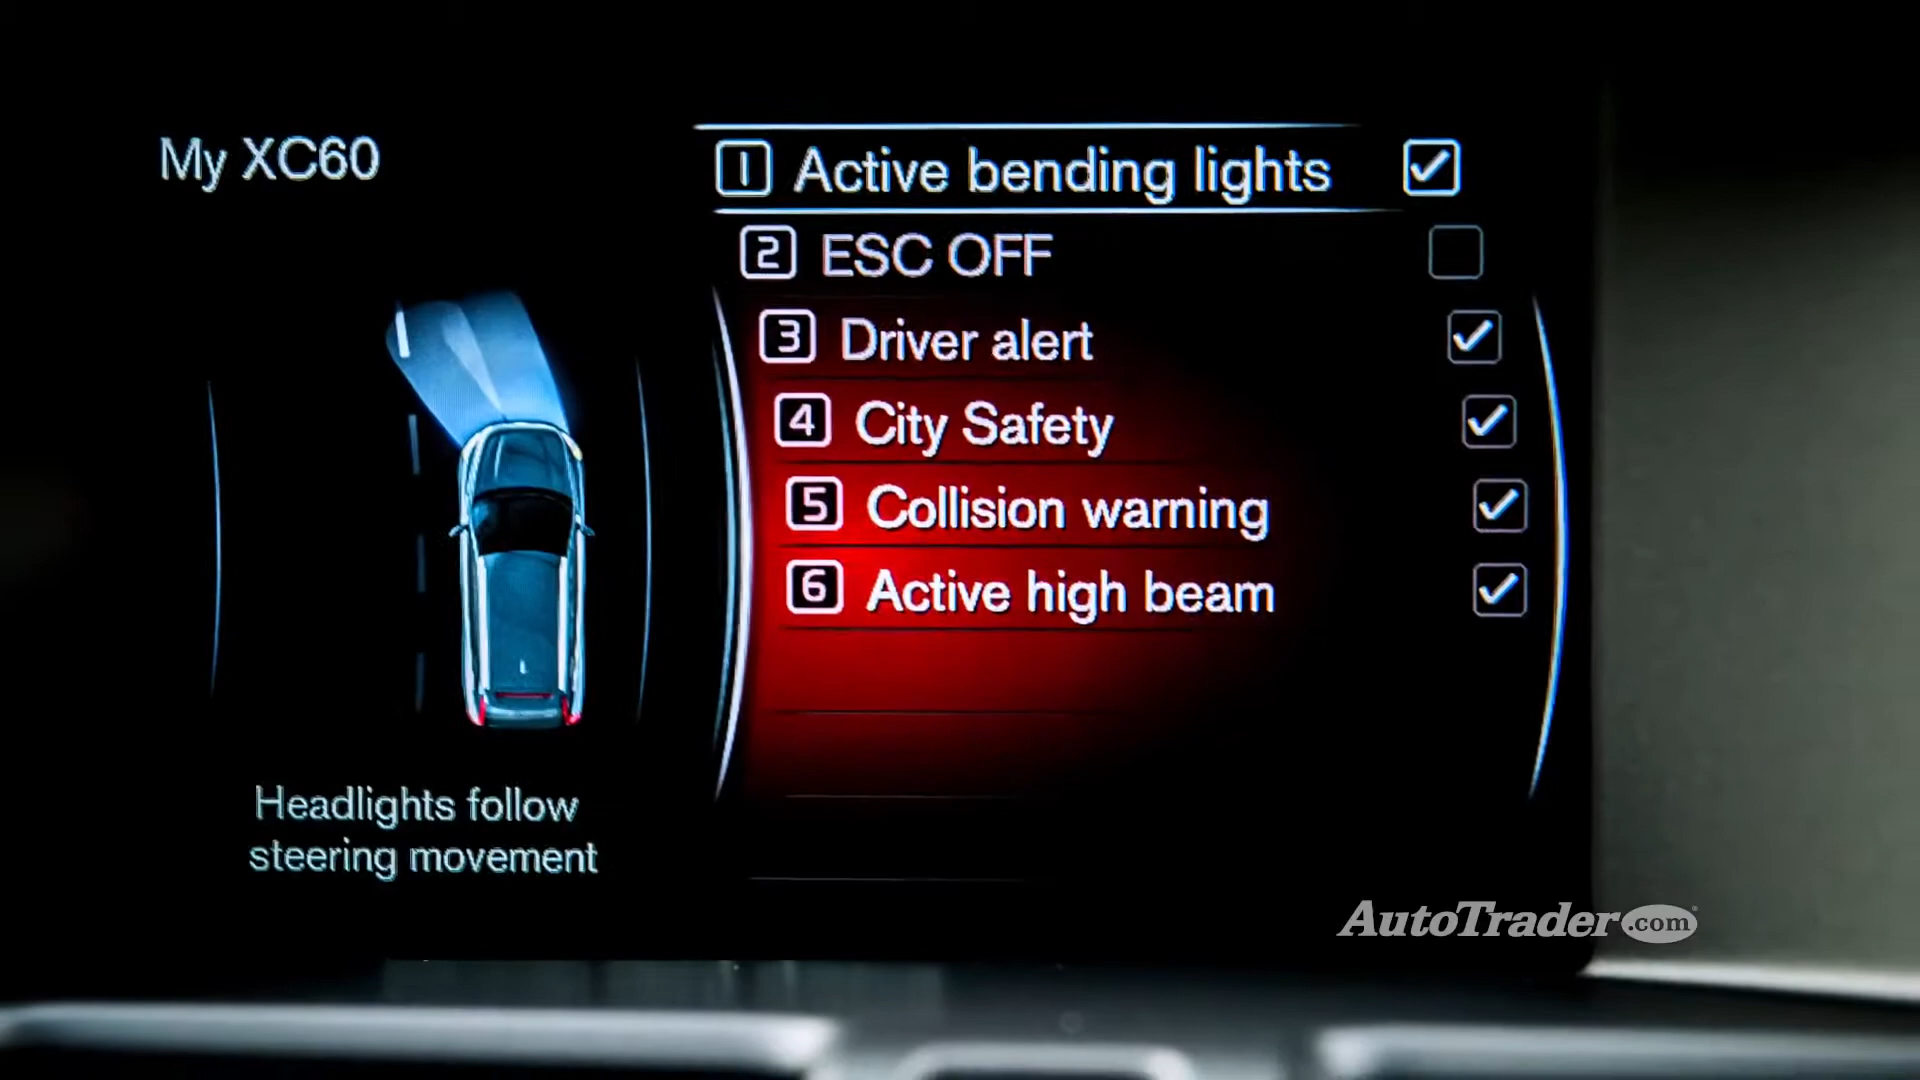 My XC60
1 Active bending lights
2 ESC OFF
3 Driver alert
4 City Safety
5 Collision warning
6 Active high beam
Headlights follow
steering movement
AutoTrader.com